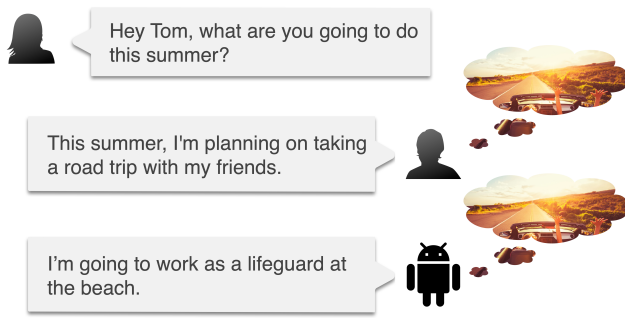 Hey Tom, what are you going to do
this summer?
This summer, I'm planning on taking
a road trip with my friends.
I’m going to work as a lifeguard at
the beach.